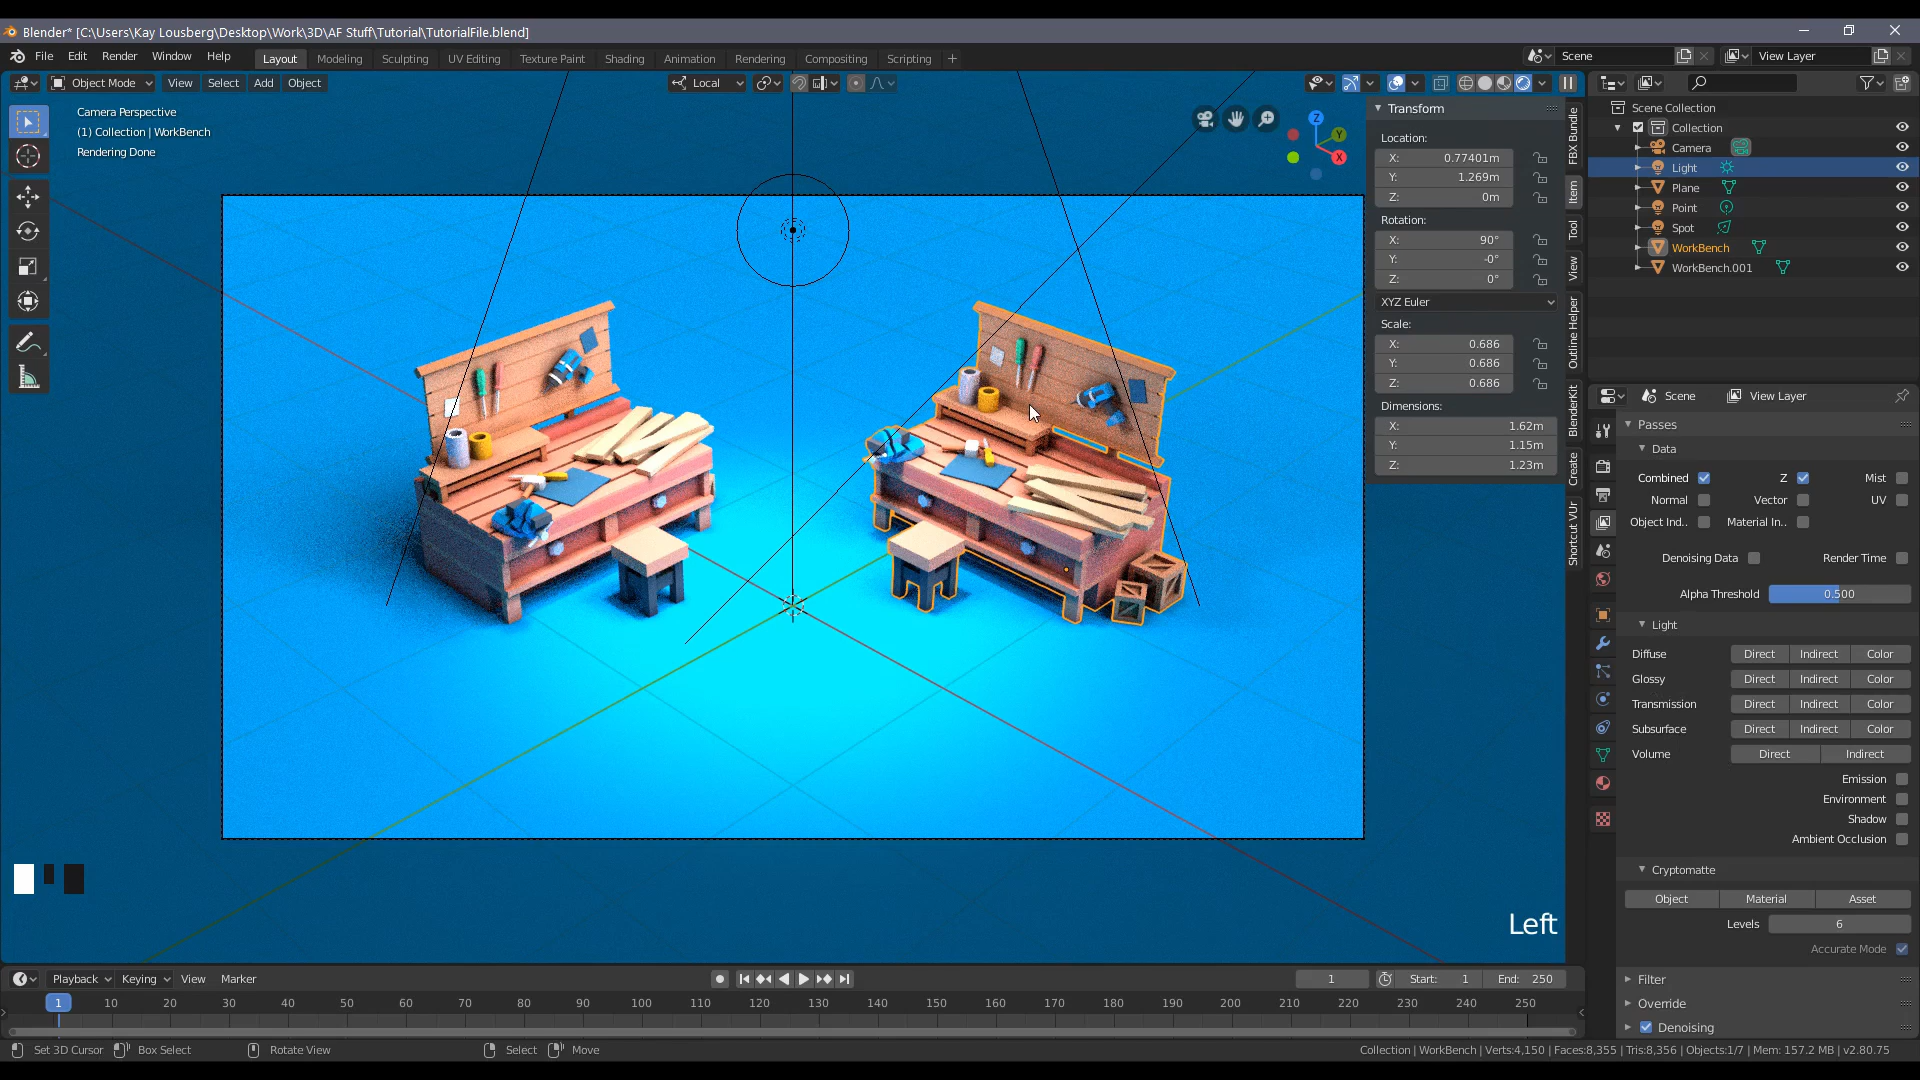 Blender* [C:\Users\Kay Lousberg\Desktop\Work\3D\AF Stuff\Tutorial\TutorialFile.blend]
File Edit Render Window Help Layout Modeling Sculpting UV Editing Texture Paint Shading Animation Rendering Compositing Scripting + Scene View Layer
Object Mode View Select Add Object Local
Camera Perspective
(1) Collection | WorkBench
Rendering Done
Z
Y
X
Transform
Location:
X: 0.77401m
Y: 1.269m
Z: 0m
Rotation:
X: 90°
Y: -0°
Z: 0°
XYZ Euler
Scale:
X: 0.686
Y: 0.686
Z: 0.686
Dimensions:
X: 1.62m
Y: 1.15m
Z: 1.23m
FBX Bundle
Item
Tool
View
Outline Helper
BlenderKit
Create
Shortcut VUr
Scene Collection
Collection
Camera
Light
Plane
Point
Spot
WorkBench
WorkBench.001
Scene View Layer
Passes
Data
Combined Z Mist
Normal Vector UV
Object Ind.. Material In..
Denoising Data Render Time
Alpha Threshold 0.500
Light
Diffuse Direct Indirect Color
Glossy Direct Indirect Color
Transmission Direct Indirect Color
Subsurface Direct Indirect Color
Volume Direct Indirect
Emission
Environment
Shadow
Ambient Occlusion
Cryptomatte
Object Material Asset
Levels 6
Accurate Mode
Filter
Override
Denoising
Left
Playback Keying View Marker 1 Start: 1 End: 250
1 10 20 30 40 50 60 70 80 90 100 110 120 130 140 150 160 170 180 190 200 210 220 230 240 250
Set 3D Cursor Box Select Rotate View Select Move Collection | WorkBench | Verts:4,150 | Faces:8,355 | Tris:8,356 | Objects:1/7 | Mem: 157.2 MB | v2.80.75